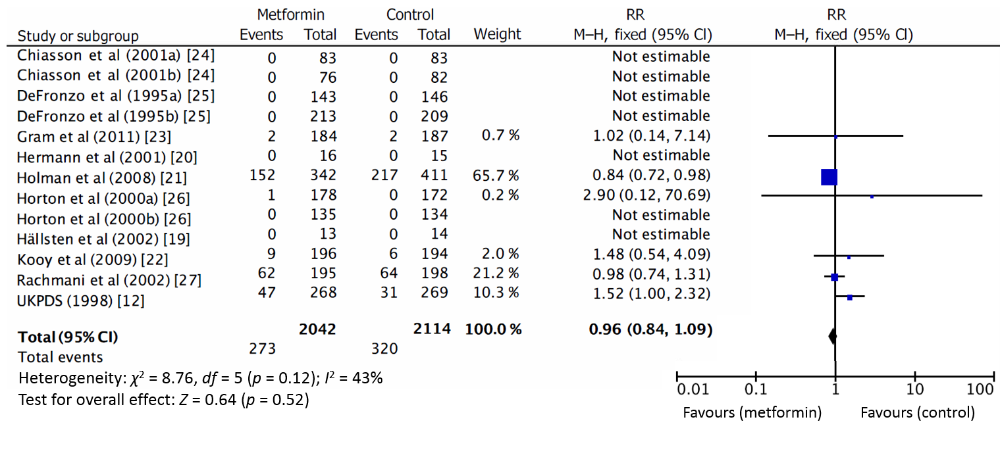 Metformin Control RR RR
Study or subgroup Events Total Events Total Weight M–H, fixed (95% CI) M–H, fixed (95% CI)
Chiasson et al (2001a) [24] 0 83 0 83 Not estimable
Chiasson et al (2001b) [24] 0 76 0 82 Not estimable
DeFronzo et al (1995a) [25] 0 143 0 146 Not estimable
DeFronzo et al (1995b) [25] 0 213 0 209 Not estimable
Gram et al (2011) [23] 2 184 2 187 0.7 % 1.02 (0.14, 7.14)
Hermann et al (2001) [20] 0 16 0 15 Not estimable
Holman et al (2008) [21] 152 342 217 411 65.7 % 0.84 (0.72, 0.98)
Horton et al (2000a) [26] 1 178 0 172 0.2 % 2.90 (0.12, 70.69)
Horton et al (2000b) [26] 0 135 0 134 Not estimable
Hällsten et al (2002) [19] 0 13 0 14 Not estimable
Kooy et al (2009) [22] 9 196 6 194 2.0 % 1.48 (0.54, 4.09)
Rachmani et al (2002) [27] 62 195 64 198 21.2 % 0.98 (0.74, 1.31)
UKPDS (1998) [12] 47 268 31 269 10.3 % 1.52 (1.00, 2.32)
Total (95% CI) 2042 2114 100.0 % 0.96 (0.84, 1.09)
Total events 273 320
Heterogeneity: χ² = 8.76, df = 5 (p = 0.12); I² = 43%
Test for overall effect: Z = 0.64 (p = 0.52)
0.01 0.1 1 10 100
Favours (metformin) Favours (control)